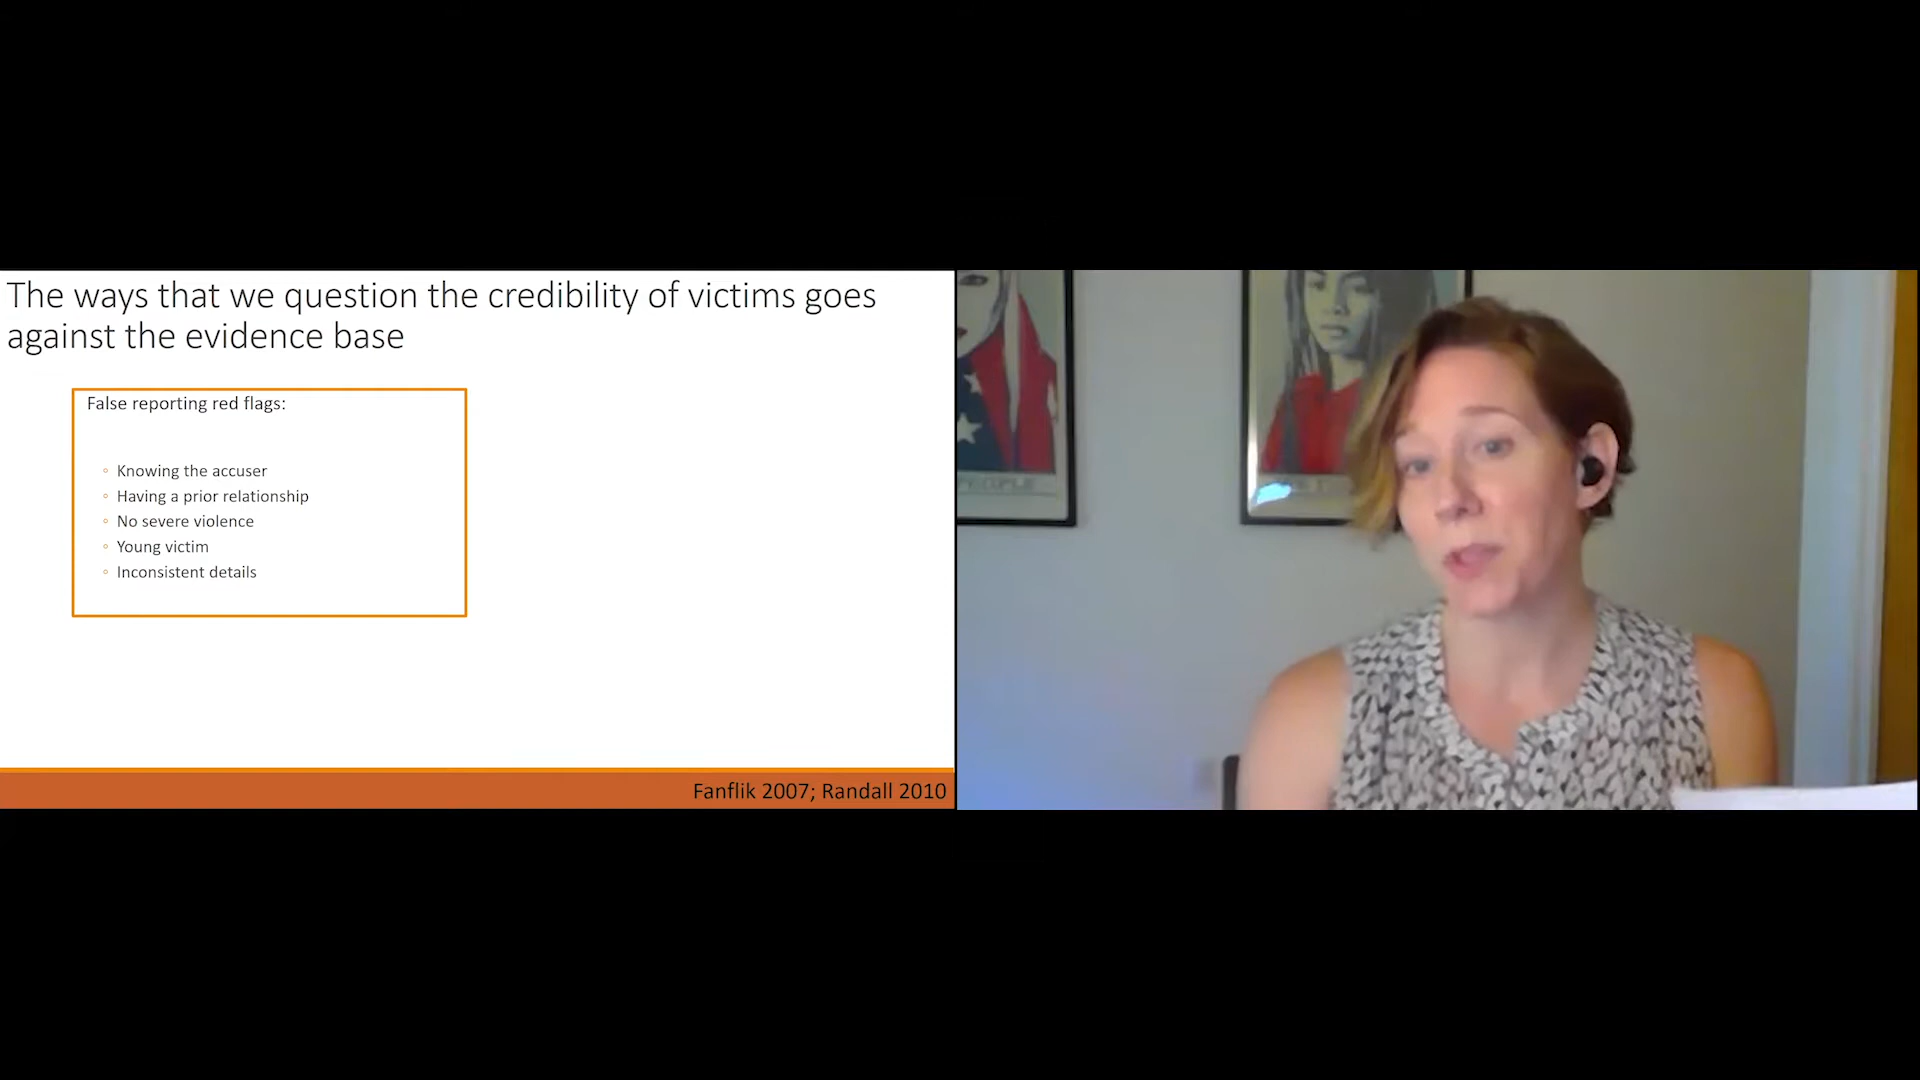 The ways that we question the credibility of victims goes
against the evidence base
False reporting red flags:
◦ Knowing the accuser
◦ Having a prior relationship
◦ No severe violence
◦ Young victim
◦ Inconsistent details
Fanflik 2007; Randall 2010